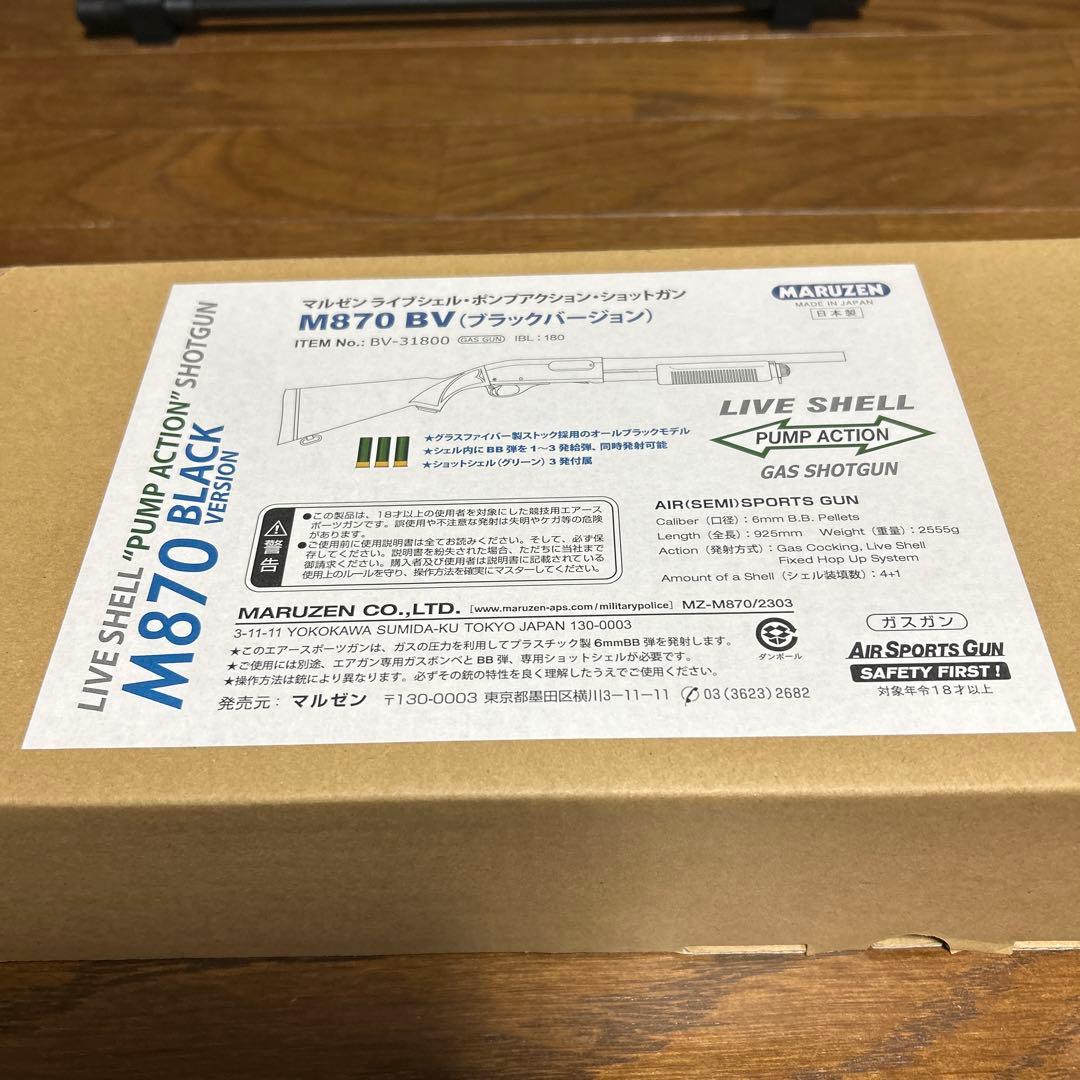 LIVE SHELL "PUMP ACTION" SHOTGUN
M870 BLACK VERSION
マルゼン ライブシェル・ポンプアクション・ショットガン
M870 BV(ブラックバージョン)
ITEM No.: BV-31800 GAS GUN IBL : 180
MARUZEN
MADE IN JAPAN
日本製
★グラスファイバー製ストック採用のオールブラックモデル
★シェル内にBB弾を1〜3発給弾、同時発射可能
★ショットシェル(グリーン)3発付属
LIVE SHELL
PUMP ACTION
GAS SHOTGUN
警告
●この製品は、18才以上の使用者を対象にした競技用エアース
ポーツガンです。誤使用や不注意な発射は失明やケガ等の危険
があります。
●ご使用前に使用説明書は全てお読みください。そして、必ず保
存してください。説明書を紛失された場合、ただちに当社まで
御請求ください。購入者及び使用者は説明書に記載されている
使用上のルールを守り、操作方法を確実にマスターしてください。
AIR(SEMI)SPORTS GUN
Caliber(口径): 6mm B.B. Pellets
Length(全長): 925mm Weight(重量): 2555g
Action(発射方式): Gas Cocking, Live Shell
Fixed Hop Up System
Amount of a Shell(シェル装填数): 4+1
MARUZEN CO.,LTD. [www.maruzen-aps.com/militarypolice] MZ-M870/2303
3-11-11 YOKOKAWA SUMIDA-KU TOKYO JAPAN 130-0003
★このエアースポーツガンは、ガスの圧力を利用してプラスチック製6mmBB弾を発射します。
★ご使用には別途、エアガン専用ガスボンベとBB弾、専用ショットシェルが必要です。
★操作方法は銃により異なります。必ずその銃の特性を良く理解したうえでご使用ください。
発売元:マルゼン 〒130-0003 東京都墨田区横川3-11-11 03(3623)2682
ダンボール
ガスガン
AIR SPORTS GUN
SAFETY FIRST!
対象年令18才以上